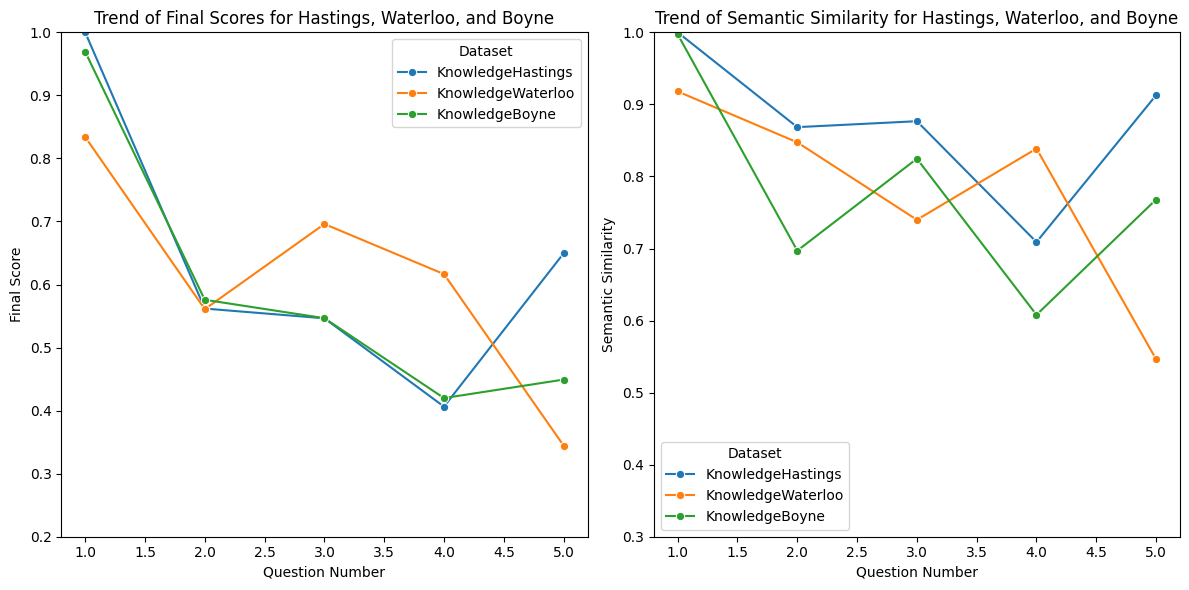 Trend of Final Scores for Hastings, Waterloo, and Boyne
Final Score
1.0
0.9
0.8
0.7
0.6
0.5
0.4
0.3
0.2
Dataset
KnowledgeHastings
KnowledgeWaterloo
KnowledgeBoyne
1.0 1.5 2.0 2.5 3.0 3.5 4.0 4.5 5.0
Question Number
Trend of Semantic Similarity for Hastings, Waterloo, and Boyne
Semantic Similarity
1.0
0.9
0.8
0.7
0.6
0.5
0.4
0.3
Dataset
KnowledgeHastings
KnowledgeWaterloo
KnowledgeBoyne
1.0 1.5 2.0 2.5 3.0 3.5 4.0 4.5 5.0
Question Number